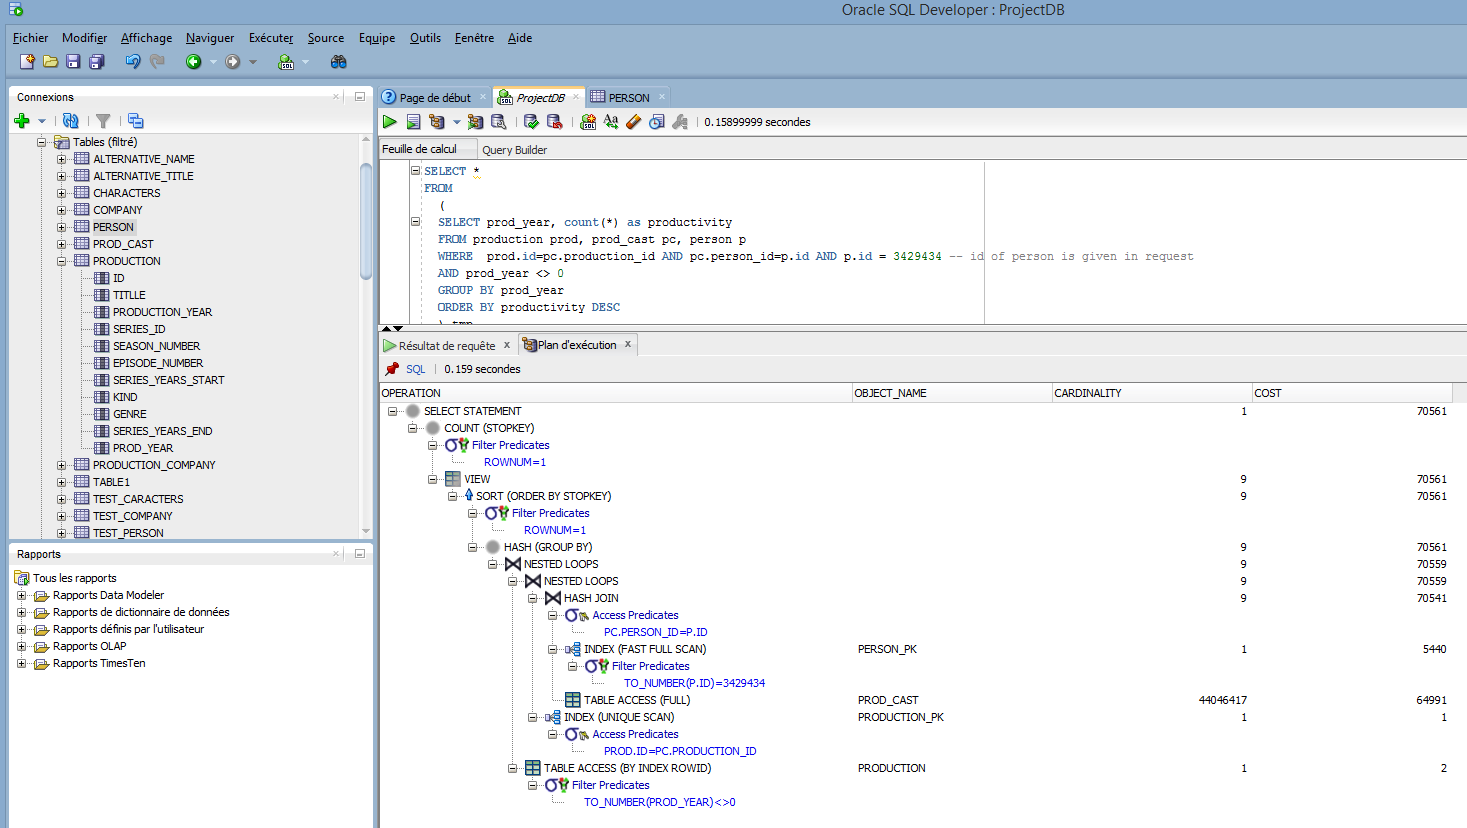 Oracle SQL Developer : ProjectDB
Fichier Modifier Affichage Naviguer Exécuter Source Equipe Outils Fenêtre Aide
Connexions
Tables (filtré)
ALTERNATIVE_NAME
ALTERNATIVE_TITLE
CHARACTERS
COMPANY
PERSON
PROD_CAST
PRODUCTION
ID
TITLLE
PRODUCTION_YEAR
SERIES_ID
SEASON_NUMBER
EPISODE_NUMBER
SERIES_YEARS_START
KIND
GENRE
SERIES_YEARS_END
PROD_YEAR
PRODUCTION_COMPANY
TABLE1
TEST_CARACTERS
TEST_COMPANY
TEST_PERSON
Rapports
Tous les rapports
Rapports Data Modeler
Rapports de dictionnaire de données
Rapports définis par l'utilisateur
Rapports OLAP
Rapports TimesTen
Page de début ProjectDB PERSON
0.15899999 secondes
Feuille de calcul Query Builder
SELECT *
FROM
(
SELECT prod_year, count(*) as productivity
FROM production prod, prod_cast pc, person p
WHERE prod.id=pc.production_id AND pc.person_id=p.id AND p.id = 3429434 -- id of person is given in request
AND prod_year <> 0
GROUP BY prod_year
ORDER BY productivity DESC
) tmp
Résultat de requête Plan d'exécution
SQL 0.159 secondes
OPERATION OBJECT_NAME CARDINALITY COST
SELECT STATEMENT 1 70561
COUNT (STOPKEY)
Filter Predicates
ROWNUM=1
VIEW 9 70561
SORT (ORDER BY STOPKEY) 9 70561
Filter Predicates
ROWNUM=1
HASH (GROUP BY) 9 70561
NESTED LOOPS 9 70559
NESTED LOOPS 9 70559
HASH JOIN 9 70541
Access Predicates
PC.PERSON_ID=P.ID
INDEX (FAST FULL SCAN) PERSON_PK 1 5440
Filter Predicates
TO_NUMBER(P.ID)=3429434
TABLE ACCESS (FULL) PROD_CAST 44046417 64991
INDEX (UNIQUE SCAN) PRODUCTION_PK 1 1
Access Predicates
PROD.ID=PC.PRODUCTION_ID
TABLE ACCESS (BY INDEX ROWID) PRODUCTION 1 2
Filter Predicates
TO_NUMBER(PROD_YEAR)<>0